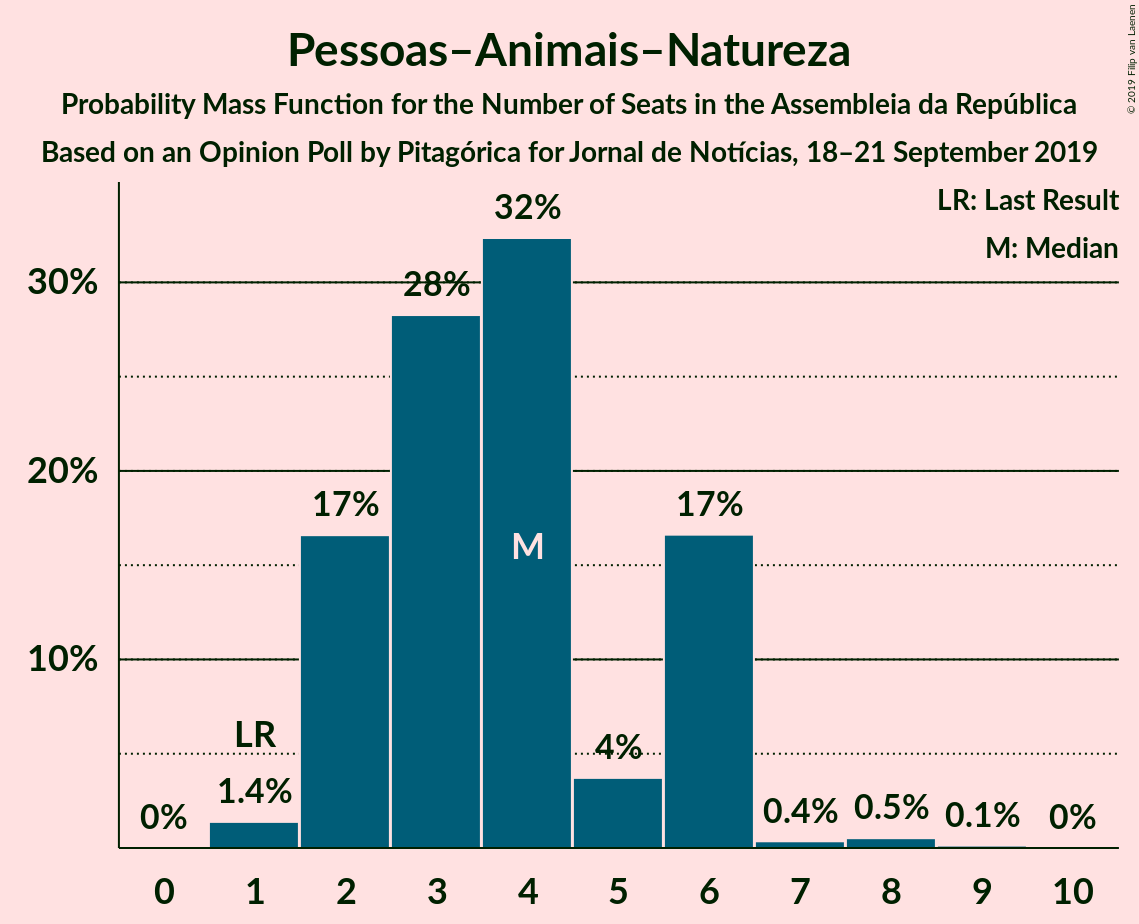 Pessoas–Animais–Natureza
Probability Mass Function for the Number of Seats in the Assembleia da República
Based on an Opinion Poll by Pitagórica for Jornal de Notícias, 18–21 September 2019
© 2019 Filip van Laenen
LR: Last Result
M: Median
30%
20%
10%
0%
LR
1.4%
17%
28%
32%
M
4%
17%
0.4%
0.5%
0.1%
0%
0 1 2 3 4 5 6 7 8 9 10